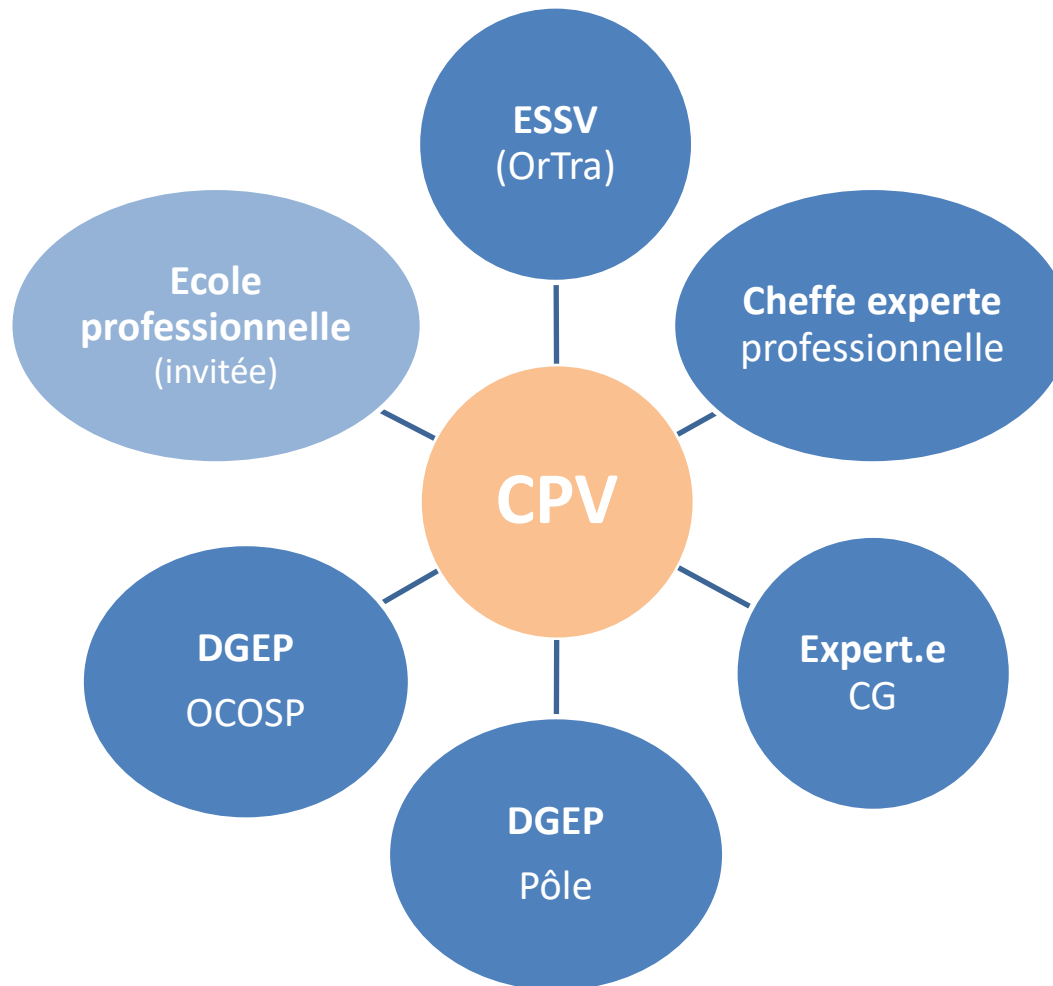 ESSV
(OrTra)
Ecole
professionnelle
(invitée)
Cheffe experte
professionnelle
CPV
DGEP
OCOSP
Expert.e
CG
DGEP
Pôle